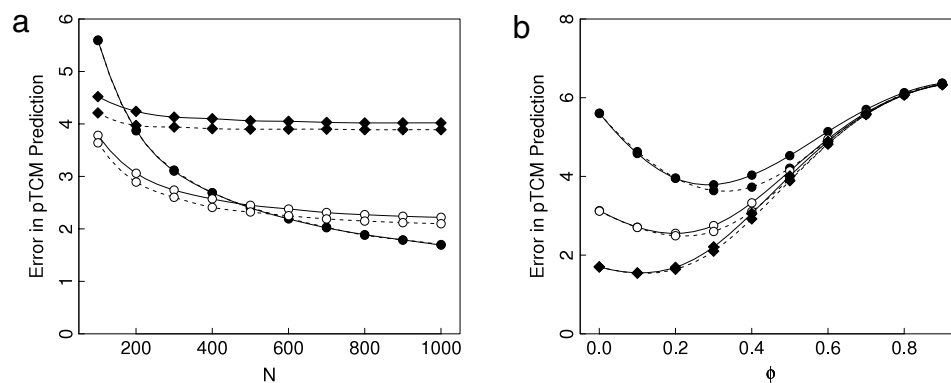 a
Error in pTCM Prediction
0 1 2 3 4 5 6
200 400 600 800 1000
N
b
Error in pTCM Prediction
0 2 4 6 8
0.0 0.2 0.4 0.6 0.8
ϕ